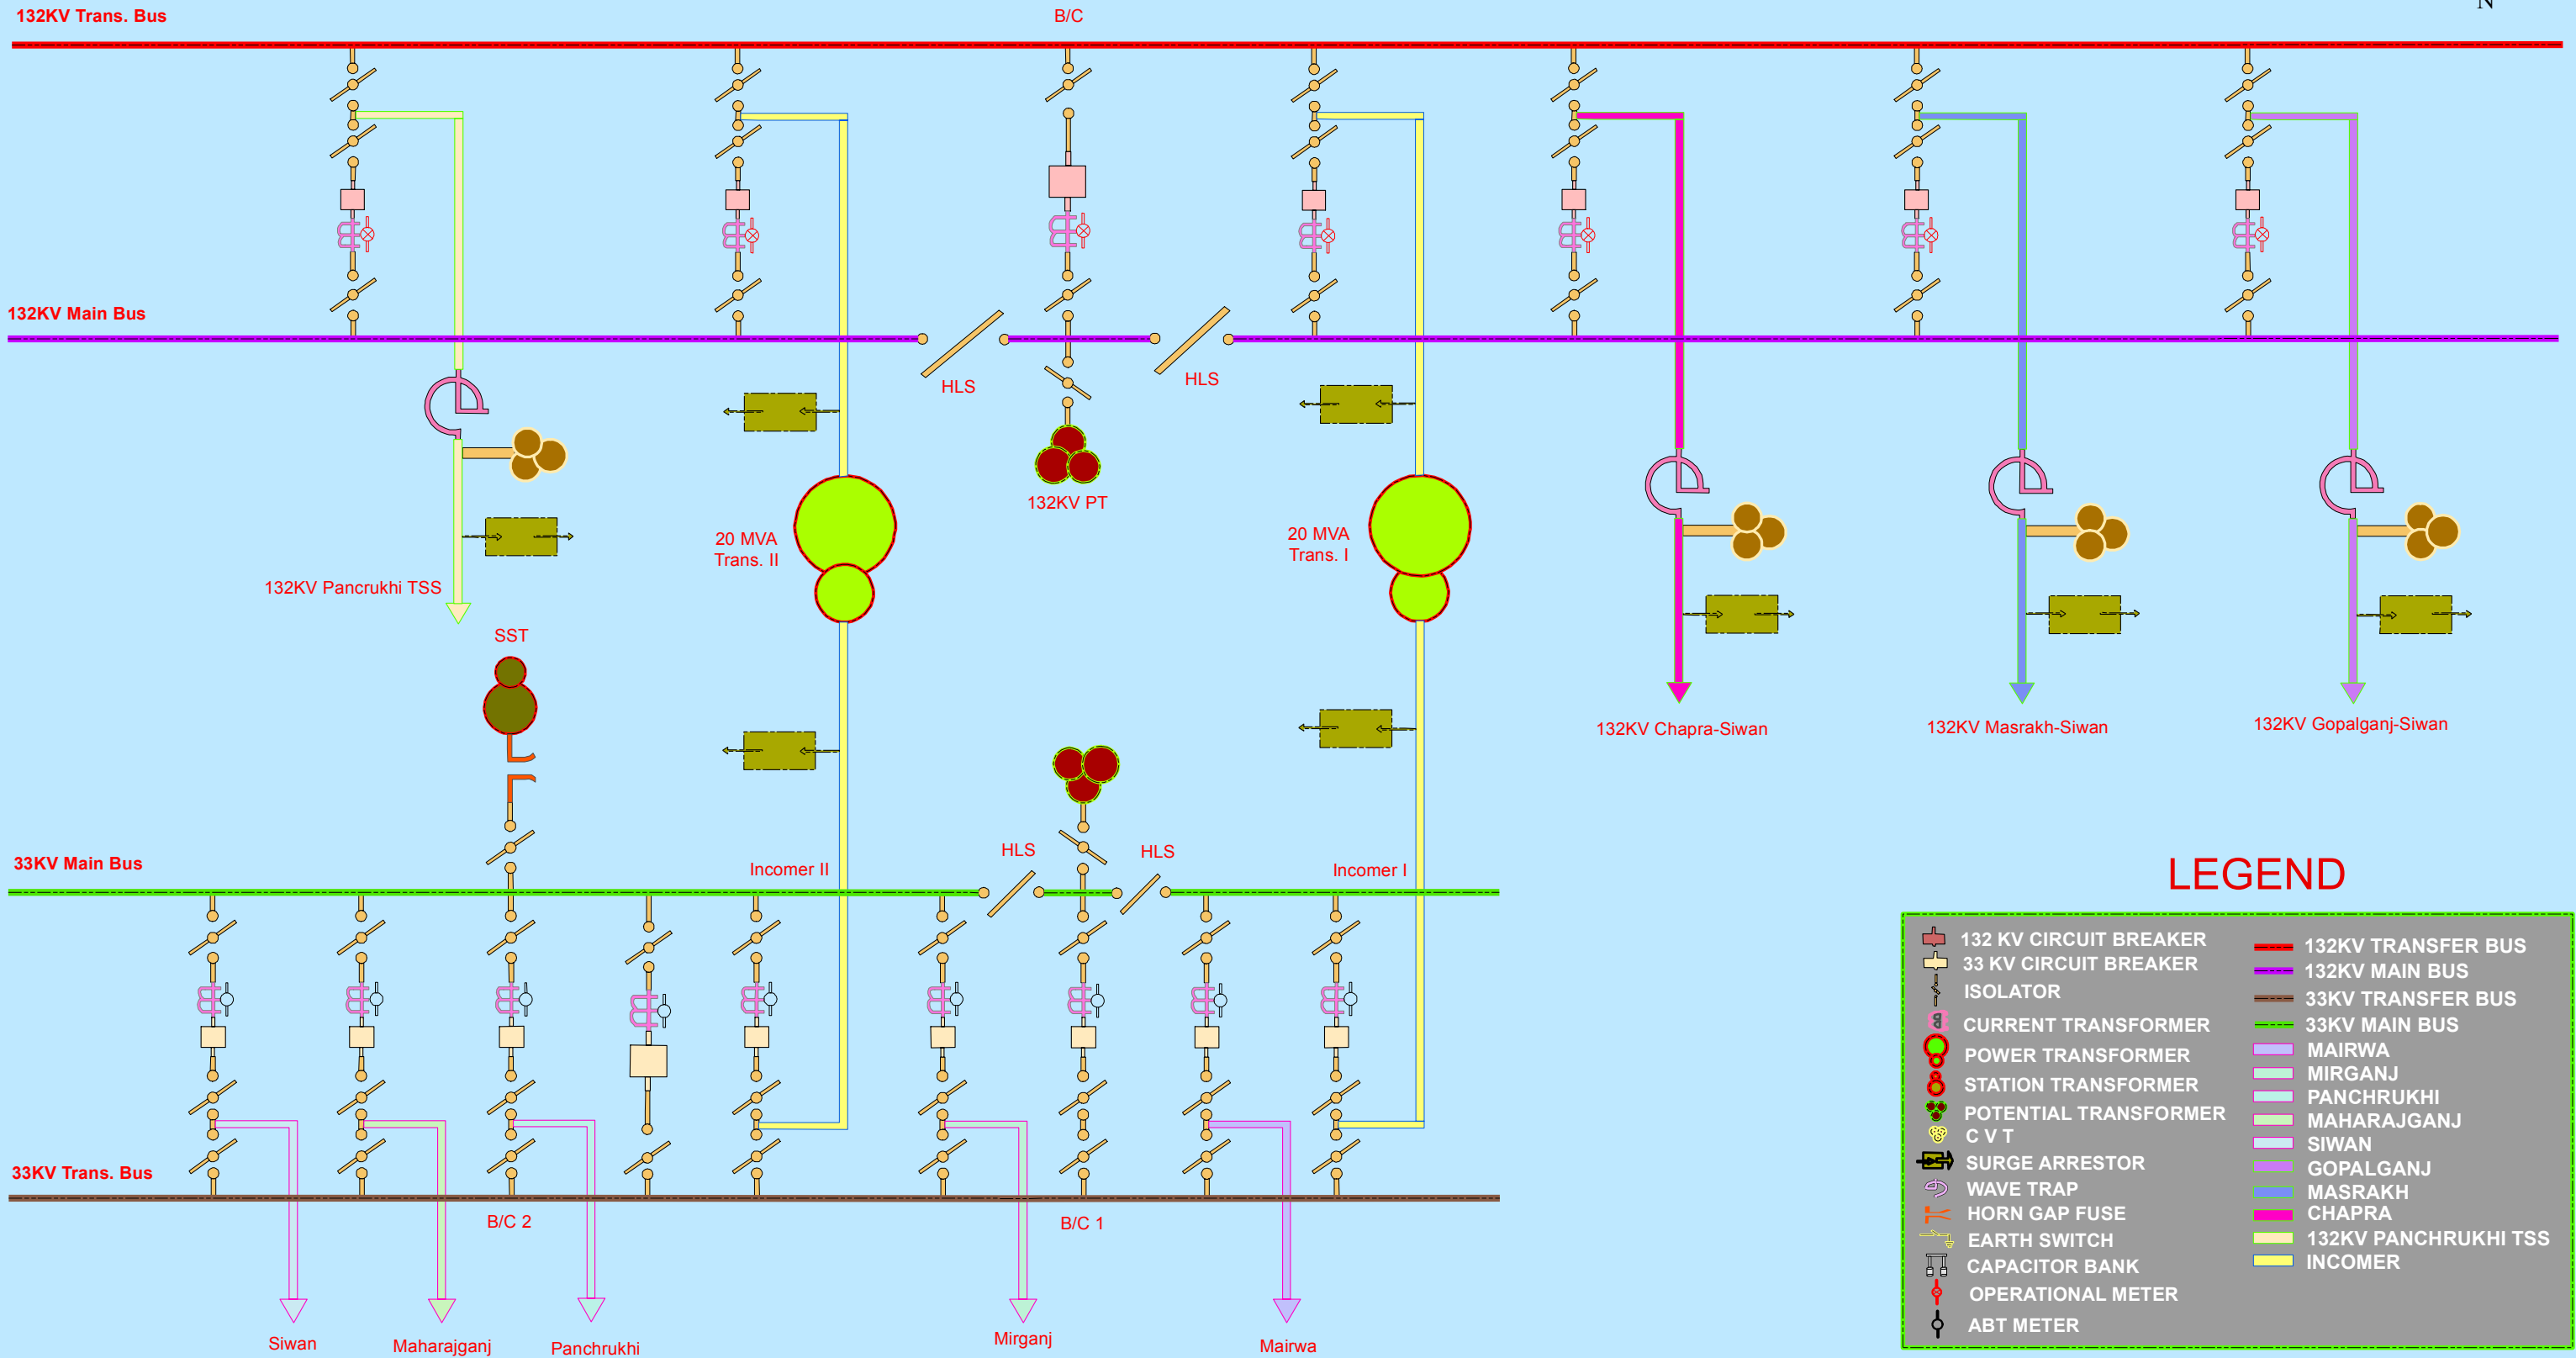 N
132KV Trans. Bus
B/C
132KV Main Bus
HLS
HLS
132KV PT
20 MVA
Trans. II
20 MVA
Trans. I
132KV Pancrukhi TSS
SST
132KV Chapra-Siwan
132KV Masrakh-Siwan
132KV Gopalganj-Siwan
33KV Main Bus
Incomer II
HLS
HLS
Incomer I
33KV Trans. Bus
B/C 2
B/C 1
Siwan
Maharajganj
Panchrukhi
Mirganj
Mairwa
LEGEND
132 KV CIRCUIT BREAKER
33 KV CIRCUIT BREAKER
ISOLATOR
CURRENT TRANSFORMER
POWER TRANSFORMER
STATION TRANSFORMER
POTENTIAL TRANSFORMER
C V T
SURGE ARRESTOR
WAVE TRAP
HORN GAP FUSE
EARTH SWITCH
CAPACITOR BANK
OPERATIONAL METER
ABT METER
132KV TRANSFER BUS
132KV MAIN BUS
33KV TRANSFER BUS
33KV MAIN BUS
MAIRWA
MIRGANJ
PANCHRUKHI
MAHARAJGANJ
SIWAN
GOPALGANJ
MASRAKH
CHAPRA
132KV PANCHRUKHI TSS
INCOMER